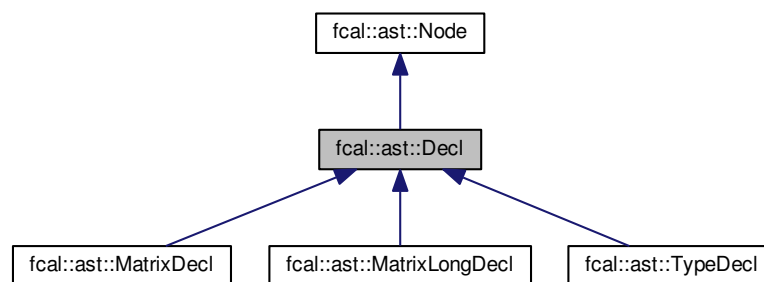 fcal::ast::Node
fcal::ast::Decl
fcal::ast::MatrixDecl
fcal::ast::MatrixLongDecl
fcal::ast::TypeDecl